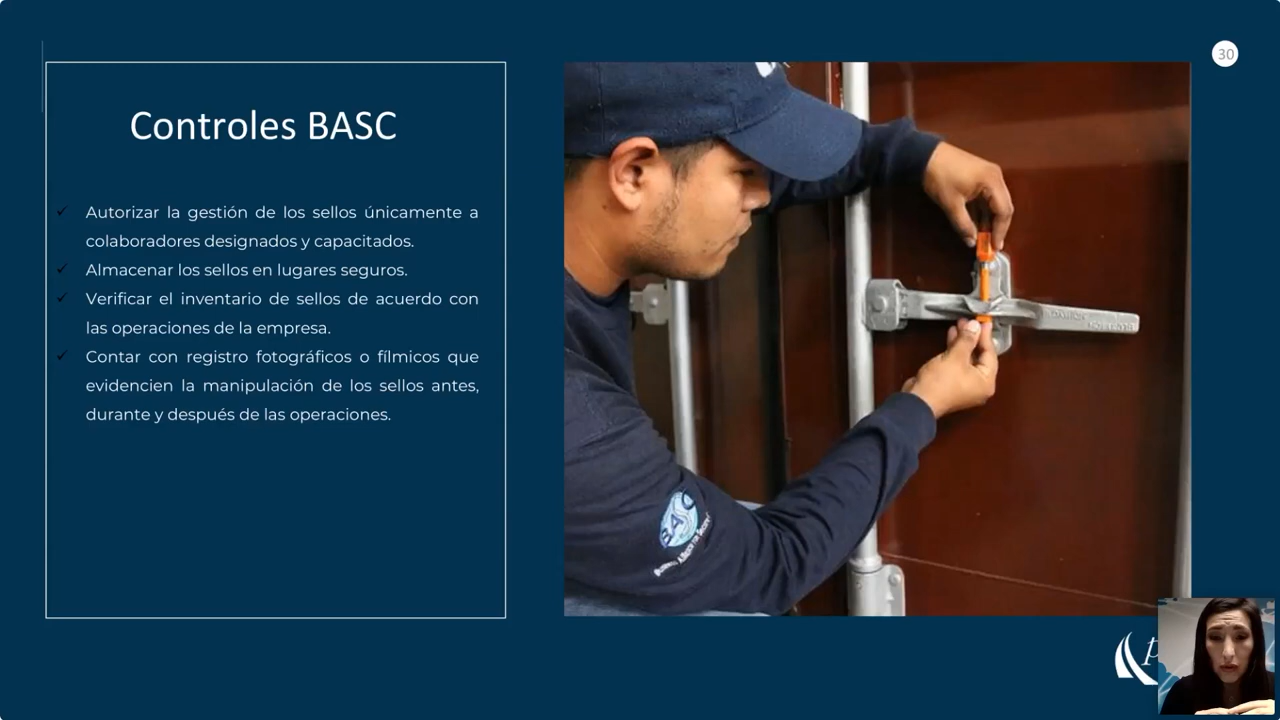 30
Controles BASC
Autorizar la gestión de los sellos únicamente a
colaboradores designados y capacitados.
Almacenar los sellos en lugares seguros.
Verificar el inventario de sellos de acuerdo con
las operaciones de la empresa.
Contar con registro fotográficos o fílmicos que
evidencien la manipulación de los sellos antes,
durante y después de las operaciones.
BASC
p